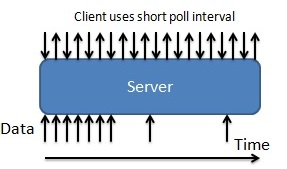 Client uses short poll interval
Server
Data
Time